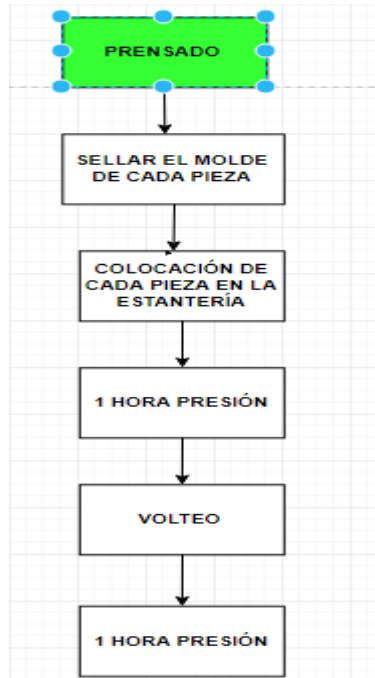 PRENSADO
SELLAR EL MOLDE
DE CADA PIEZA
COLOCACIÓN DE
CADA PIEZA EN LA
ESTANTERÍA
1 HORA PRESIÓN
VOLTEO
1 HORA PRESIÓN